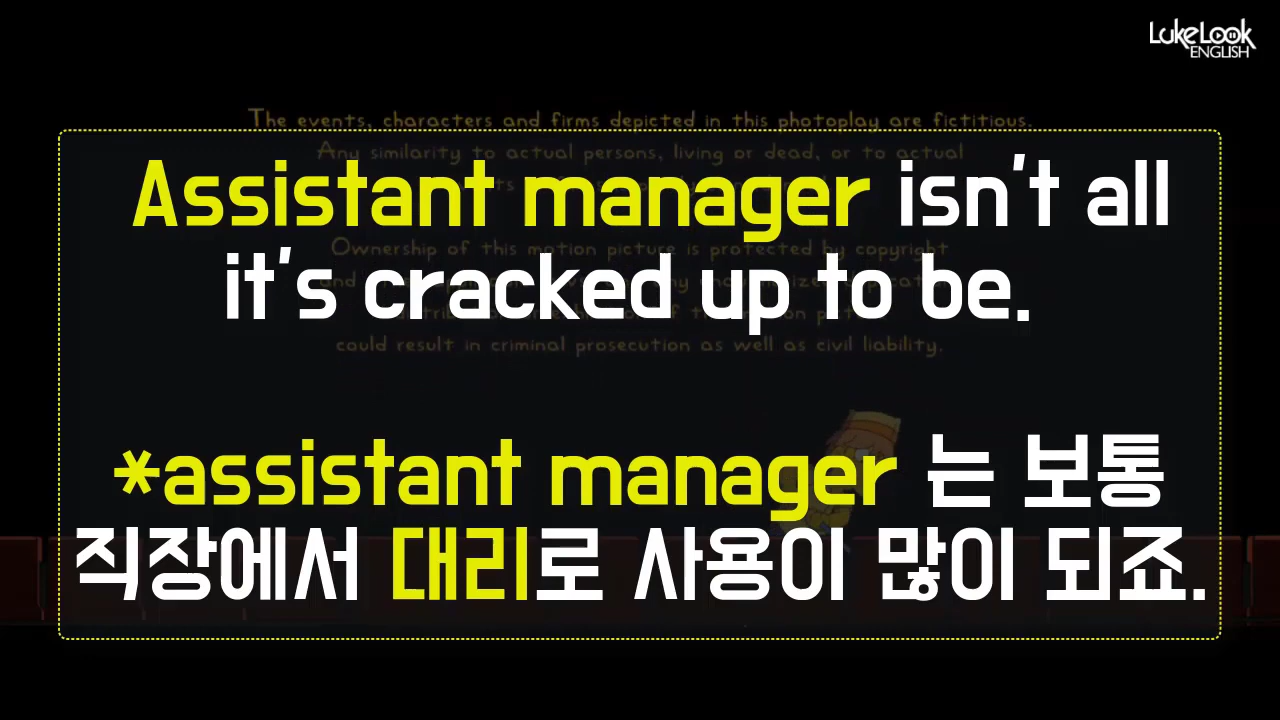 LukeLook
ENGLISH
The events, characters and firms depicted in this photoplay are fictitious.
Any similarity to actual persons, living or dead, or to actual
Assistant manager isn't all
Ownership of this motion picture is protected by copyright
it's cracked up to be.
could result in criminal prosecution as well as civil liability.
*assistant manager 는 보통
직장에서 대리로 사용이 많이 되죠.